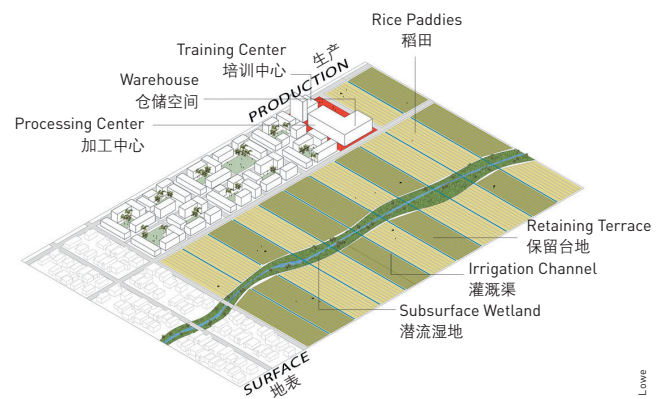 Rice Paddies
稻田
Training Center
培训中心
生产
PRODUCTION
Warehouse
仓储空间
Processing Center
加工中心
Retaining Terrace
保留台地
Irrigation Channel
灌溉渠
Subsurface Wetland
潜流湿地
SURFACE
地表
Lowe